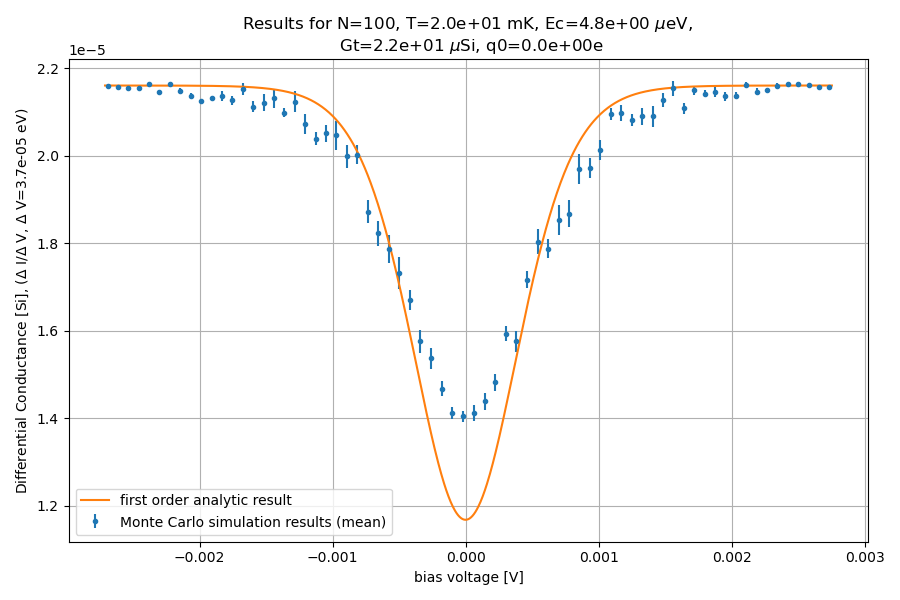 Results for N=100, T=2.0e+01 mK, Ec=4.8e+00 μeV,
Gt=2.2e+01 μSi, q0=0.0e+00e
1e−5
2.2
2.0
1.8
1.6
1.4
1.2
Differential Conductance [Si], (Δ I/Δ V, Δ V=3.7e-05 eV)
first order analytic result
Monte Carlo simulation results (mean)
−0.002
−0.001
0.000
0.001
0.002
0.003
bias voltage [V]